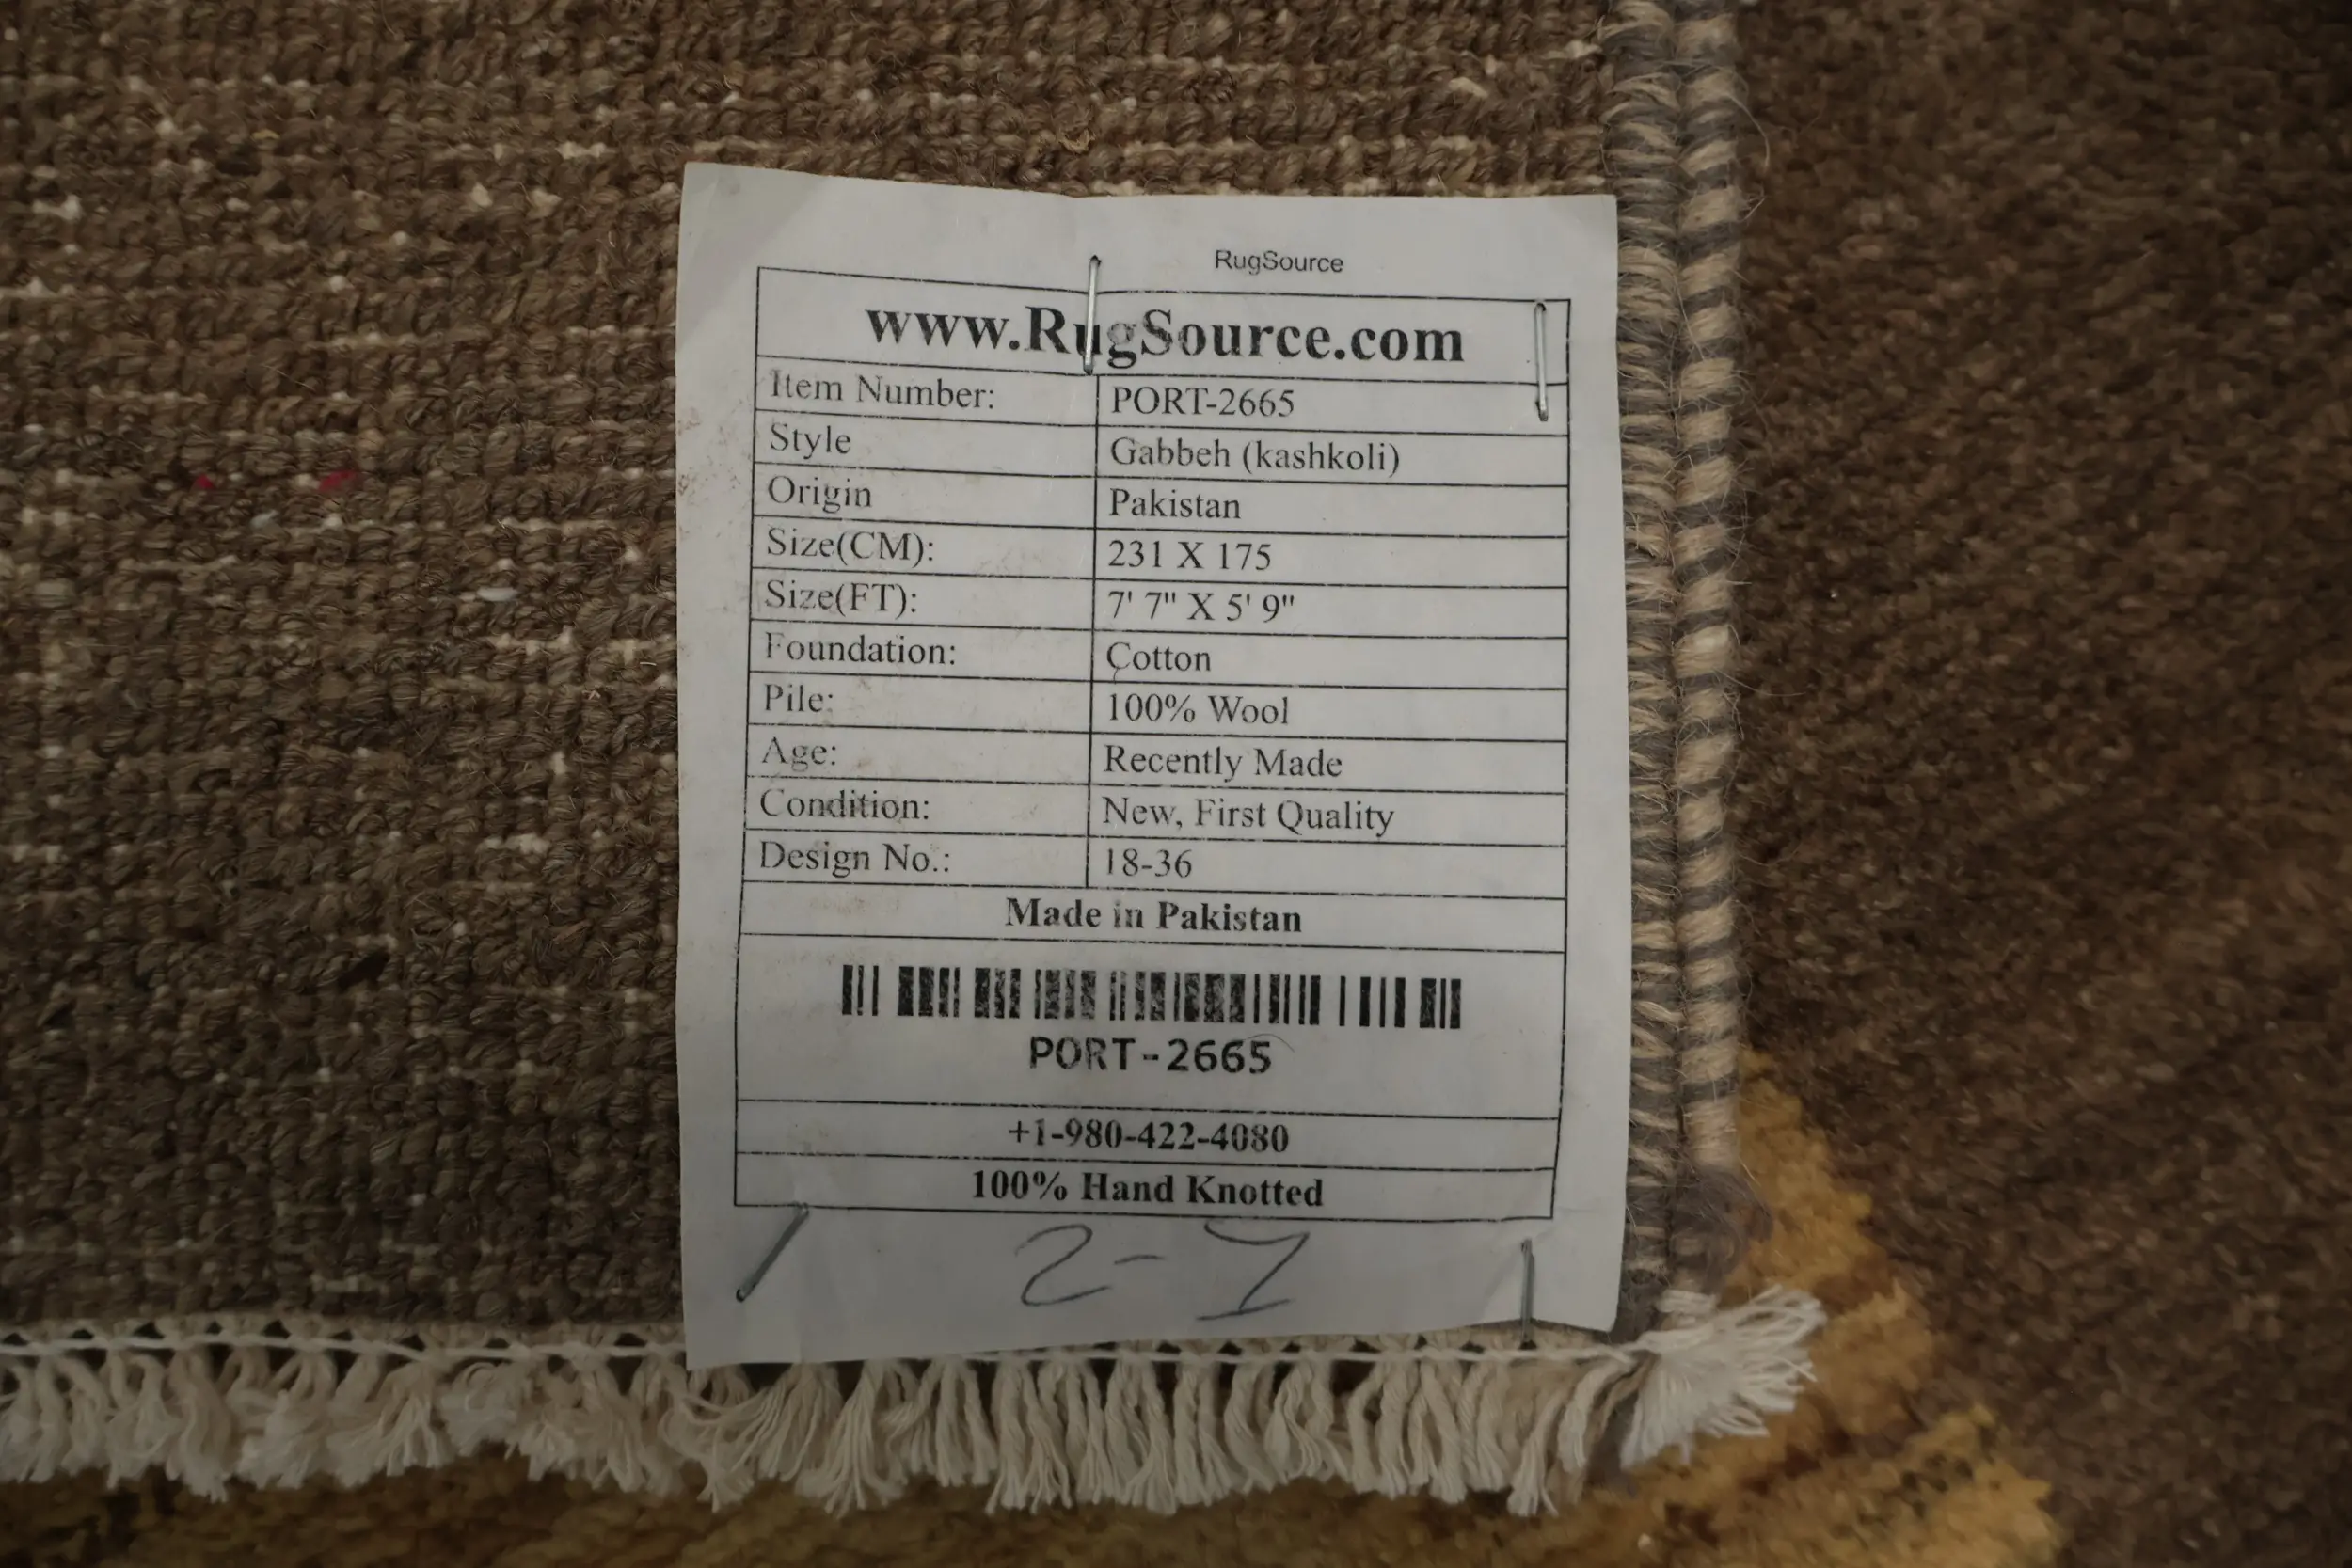 RugSource
www.RugSource.com
Item Number: PORT-2665
Style Gabbeh (kashkoli)
Origin Pakistan
Size(CM): 231 X 175
Size(FT): 7' 7" X 5' 9"
Foundation: Cotton
Pile: 100% Wool
Age: Recently Made
Condition: New, First Quality
Design No.: 18-36
Made in Pakistan
PORT-2665
+1-980-422-4080
100% Hand Knotted